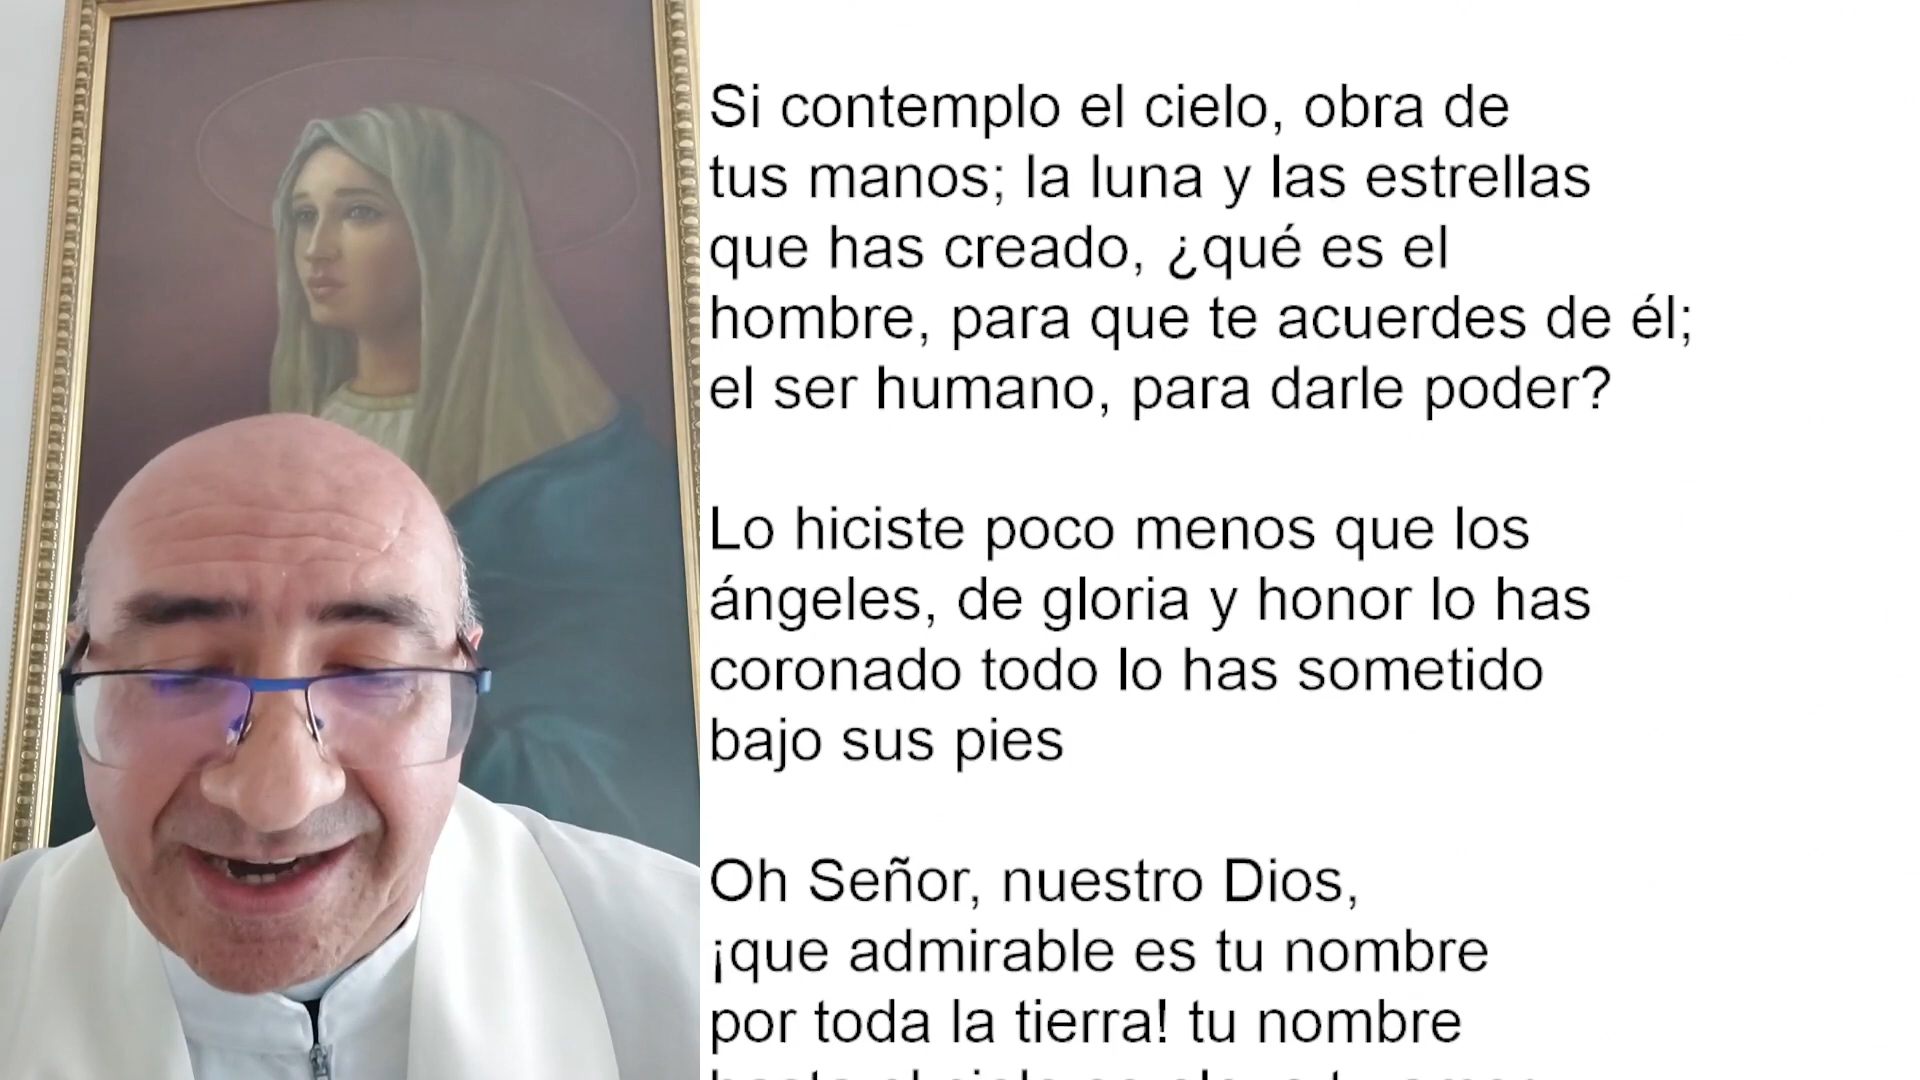 Si contemplo el cielo, obra de
tus manos; la luna y las estrellas
que has creado, ¿qué es el
hombre, para que te acuerdes de él;
el ser humano, para darle poder?
Lo hiciste poco menos que los
ángeles, de gloria y honor lo has
coronado todo lo has sometido
bajo sus pies
Oh Señor, nuestro Dios,
¡que admirable es tu nombre
por toda la tierra! tu nombre